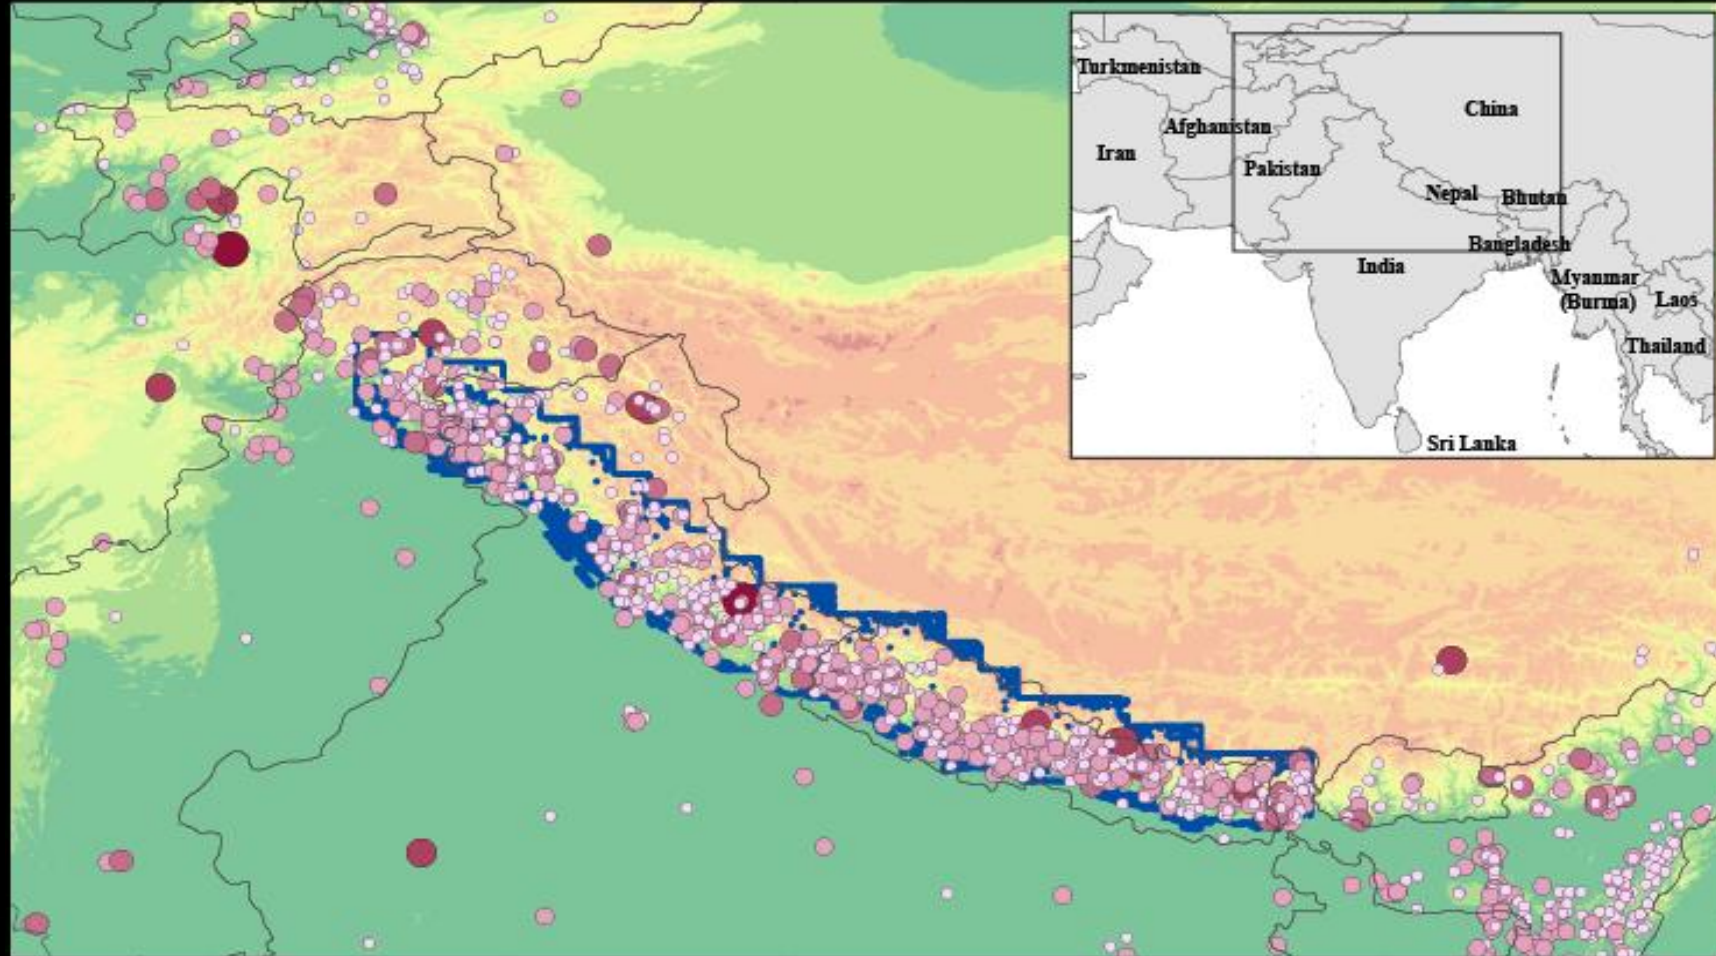 Turkmenistan
China
Afghanistan
Iran
Pakistan
Nepal
Bhutan
Bangladesh
India
Myanmar
(Burma)
Laos
Thailand
Sri Lanka